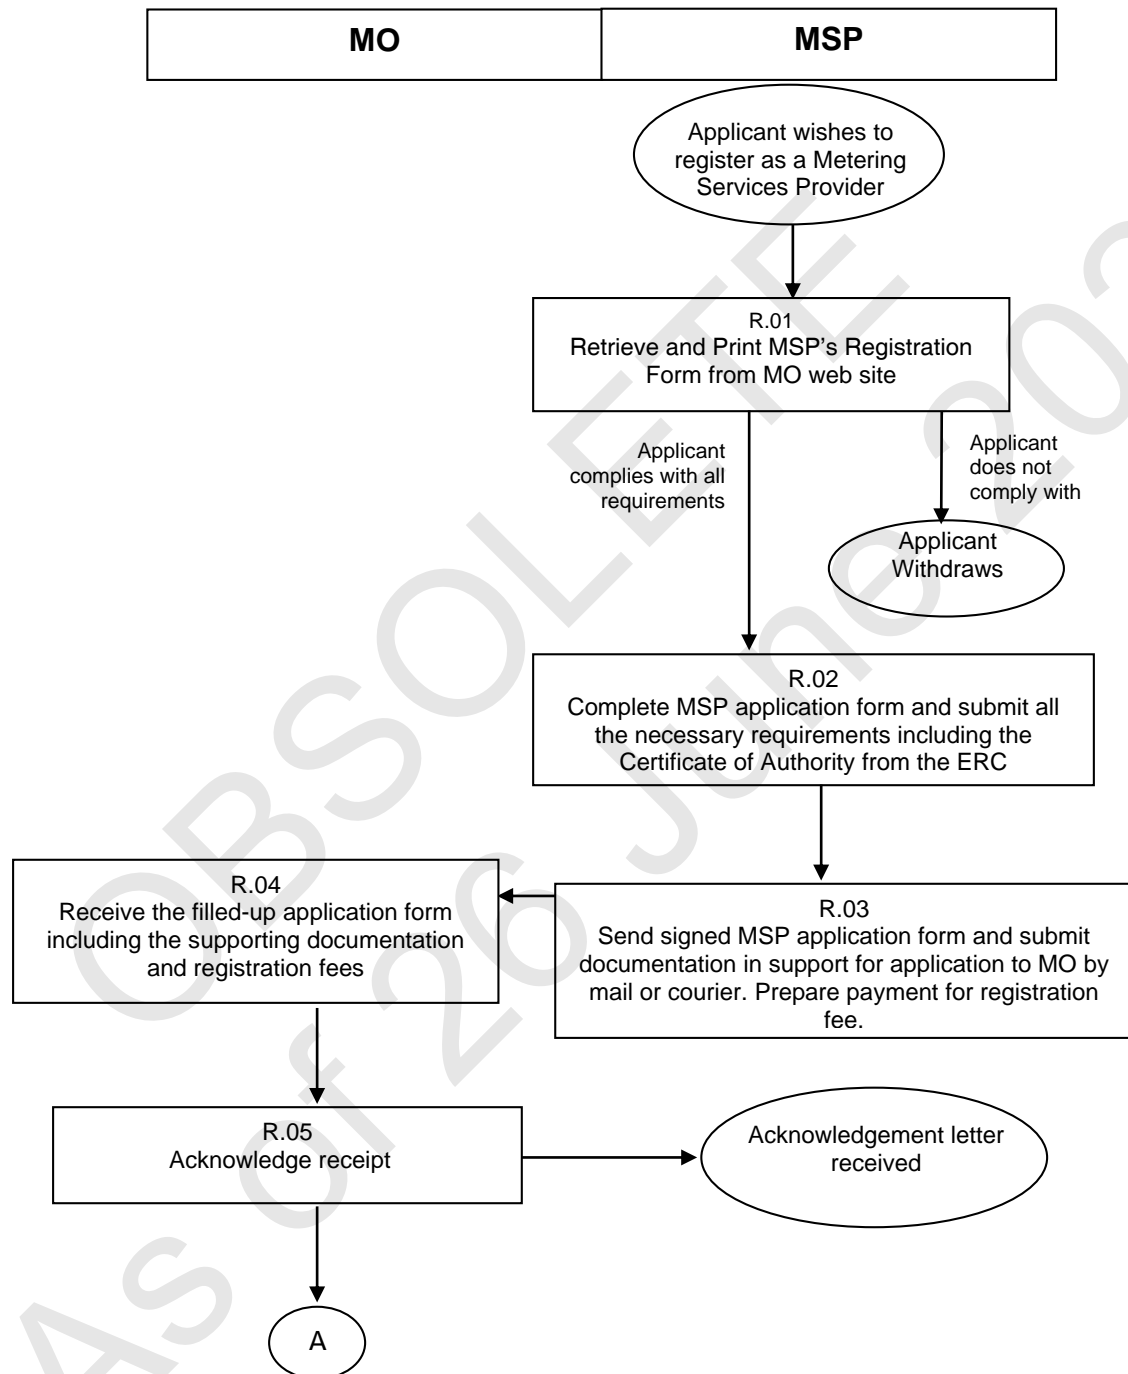 MO
MSP
Applicant wishes to
register as a Metering
Services Provider
R.01
Retrieve and Print MSP's Registration
Form from MO web site
Applicant
complies with all
requirements
Applicant
does not
comply with
Applicant
Withdraws
R.02
Complete MSP application form and submit all
the necessary requirements including the
Certificate of Authority from the ERC
R.04
Receive the filled-up application form
including the supporting documentation
and registration fees
R.03
Send signed MSP application form and submit
documentation in support for application to MO by
mail or courier. Prepare payment for registration
fee.
R.05
Acknowledge receipt
Acknowledgement letter
received
A
OBSOLETE
As of 26 June